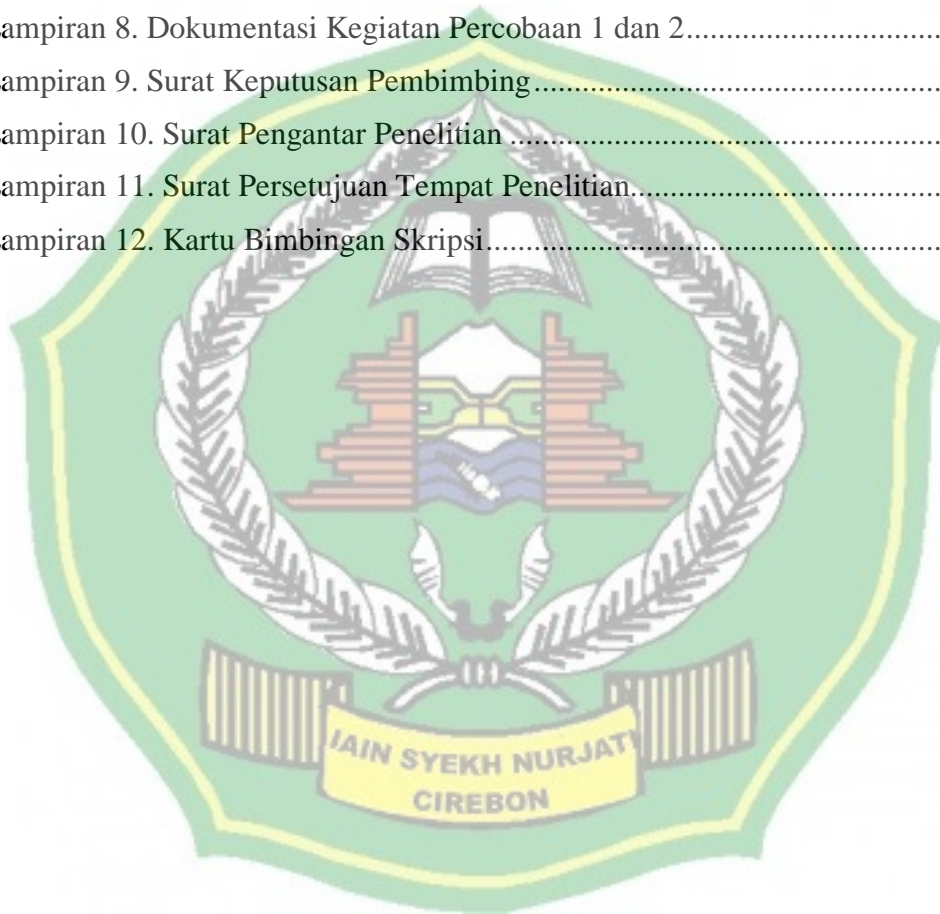 ampiran 8. Dokumentasi Kegiatan Percobaan 1 dan 2....................................
ampiran 9. Surat Keputusan Pembimbing..........................................................
ampiran 10. Surat Pengantar Penelitian .............................................................
ampiran 11. Surat Persetujuan Tempat Penelitian.............................................
ampiran 12. Kartu Bimbingan Skripsi.................................................................
IAIN SYEKH NURJATI
CIREBON